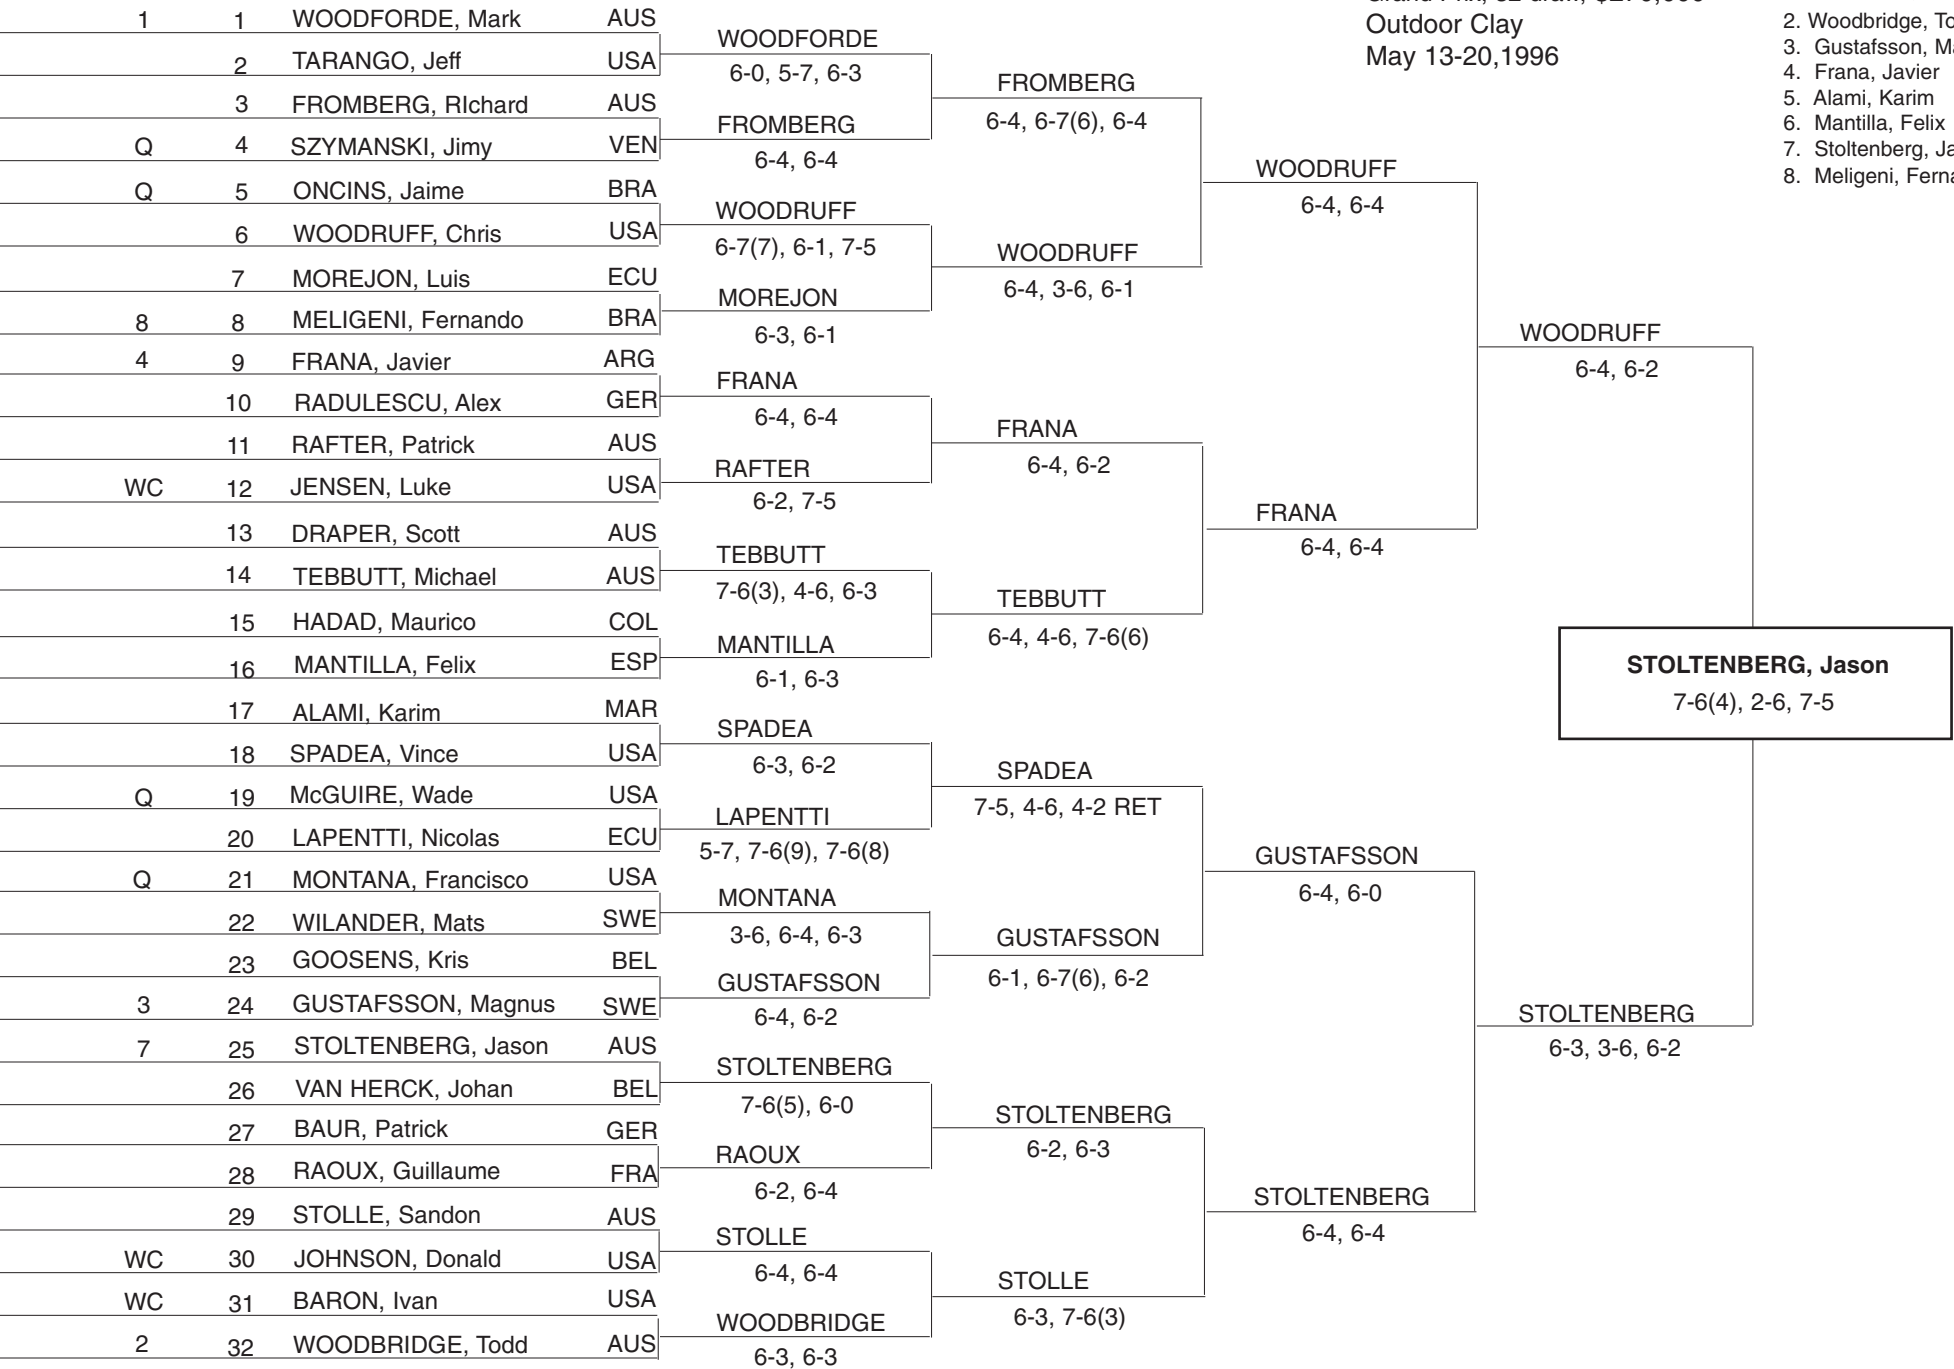 1 1 WOODFORDE, Mark AUS
2 TARANGO, Jeff USA
3 FROMBERG, RIchard AUS
Q 4 SZYMANSKI, Jimy VEN
Q 5 ONCINS, Jaime BRA
6 WOODRUFF, Chris USA
7 MOREJON, Luis ECU
8 8 MELIGENI, Fernando BRA
4 9 FRANA, Javier ARG
10 RADULESCU, Alex GER
11 RAFTER, Patrick AUS
WC 12 JENSEN, Luke USA
13 DRAPER, Scott AUS
14 TEBBUTT, Michael AUS
15 HADAD, Maurico COL
16 MANTILLA, Felix ESP
17 ALAMI, Karim MAR
18 SPADEA, Vince USA
Q 19 McGUIRE, Wade USA
20 LAPENTTI, Nicolas ECU
Q 21 MONTANA, Francisco USA
22 WILANDER, Mats SWE
23 GOOSENS, Kris BEL
3 24 GUSTAFSSON, Magnus SWE
7 25 STOLTENBERG, Jason AUS
26 VAN HERCK, Johan BEL
27 BAUR, Patrick GER
28 RAOUX, Guillaume FRA
29 STOLLE, Sandon AUS
WC 30 JOHNSON, Donald USA
WC 31 BARON, Ivan USA
2 32 WOODBRIDGE, Todd AUS
WOODFORDE
6-0, 5-7, 6-3
FROMBERG
6-4, 6-4
WOODRUFF
6-7(7), 6-1, 7-5
MOREJON
6-3, 6-1
FRANA
6-4, 6-4
RAFTER
6-2, 7-5
TEBBUTT
7-6(3), 4-6, 6-3
MANTILLA
6-1, 6-3
SPADEA
6-3, 6-2
LAPENTTI
5-7, 7-6(9), 7-6(8)
MONTANA
3-6, 6-4, 6-3
GUSTAFSSON
6-4, 6-2
STOLTENBERG
7-6(5), 6-0
RAOUX
6-2, 6-4
STOLLE
6-4, 6-4
WOODBRIDGE
6-3, 6-3
FROMBERG
6-4, 6-7(6), 6-4
WOODRUFF
6-4, 3-6, 6-1
FRANA
6-4, 6-2
TEBBUTT
6-4, 4-6, 7-6(6)
SPADEA
7-5, 4-6, 4-2 RET
GUSTAFSSON
6-1, 6-7(6), 6-2
STOLTENBERG
6-2, 6-3
STOLLE
6-3, 7-6(3)
WOODRUFF
6-4, 6-4
FRANA
6-4, 6-4
GUSTAFSSON
6-4, 6-0
STOLTENBERG
6-4, 6-4
WOODRUFF
6-4, 6-2
STOLTENBERG
6-3, 3-6, 6-2
STOLTENBERG, Jason
7-6(4), 2-6, 7-5
Outdoor Clay
May 13-20,1996
2. Woodbridge, To
3. Gustafsson, Ma
4. Frana, Javier
5. Alami, Karim
6. Mantilla, Felix
7. Stoltenberg, Ja
8. Meligeni, Ferna